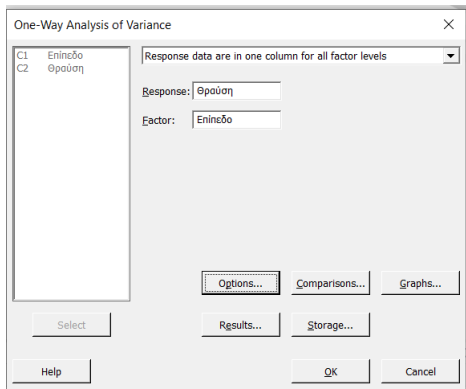 One-Way Analysis of Variance
C1 Επίπεδο
C2 Θραύση
Response data are in one column for all factor levels
Response: Θραύση
Factor: Επίπεδο
Options... Comparisons... Graphs...
Select Results... Storage...
Help OK Cancel